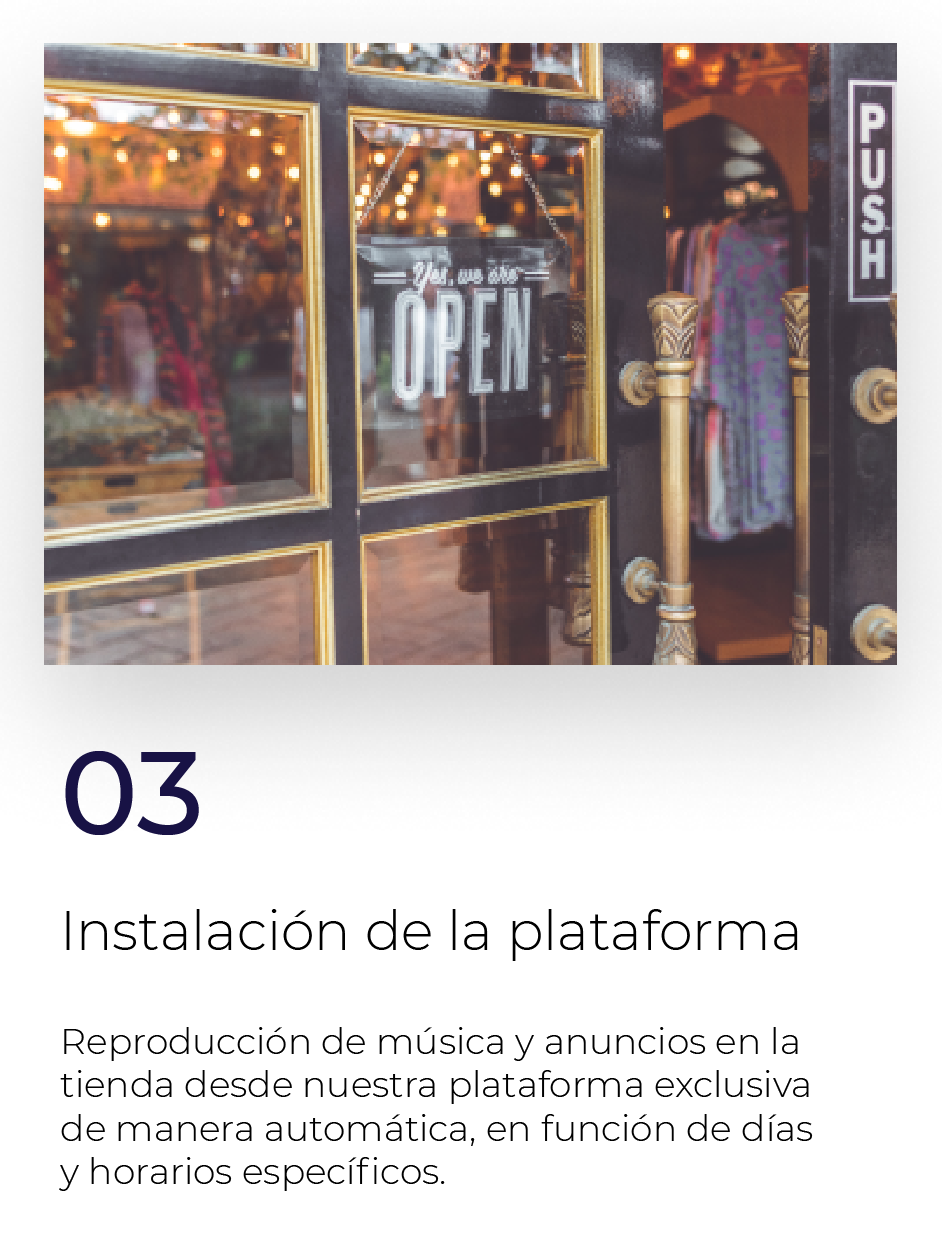 Yes, we are
OPEN
PUSH
03
Instalación de la plataforma
Reproducción de música y anuncios en la
tienda desde nuestra plataforma exclusiva
de manera automática, en función de días
y horarios específicos.